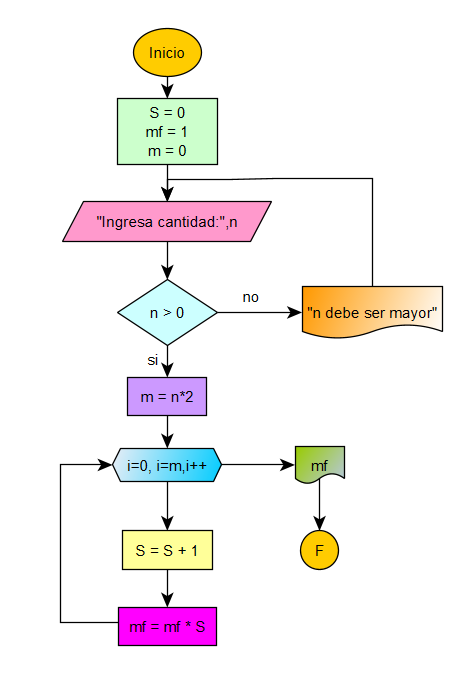 Inicio
S = 0
mf = 1
m = 0
"Ingresa cantidad:",n
n > 0
no
"n debe ser mayor"
si
m = n*2
i=0, i=m,i++
mf
S = S + 1
F
mf = mf * S